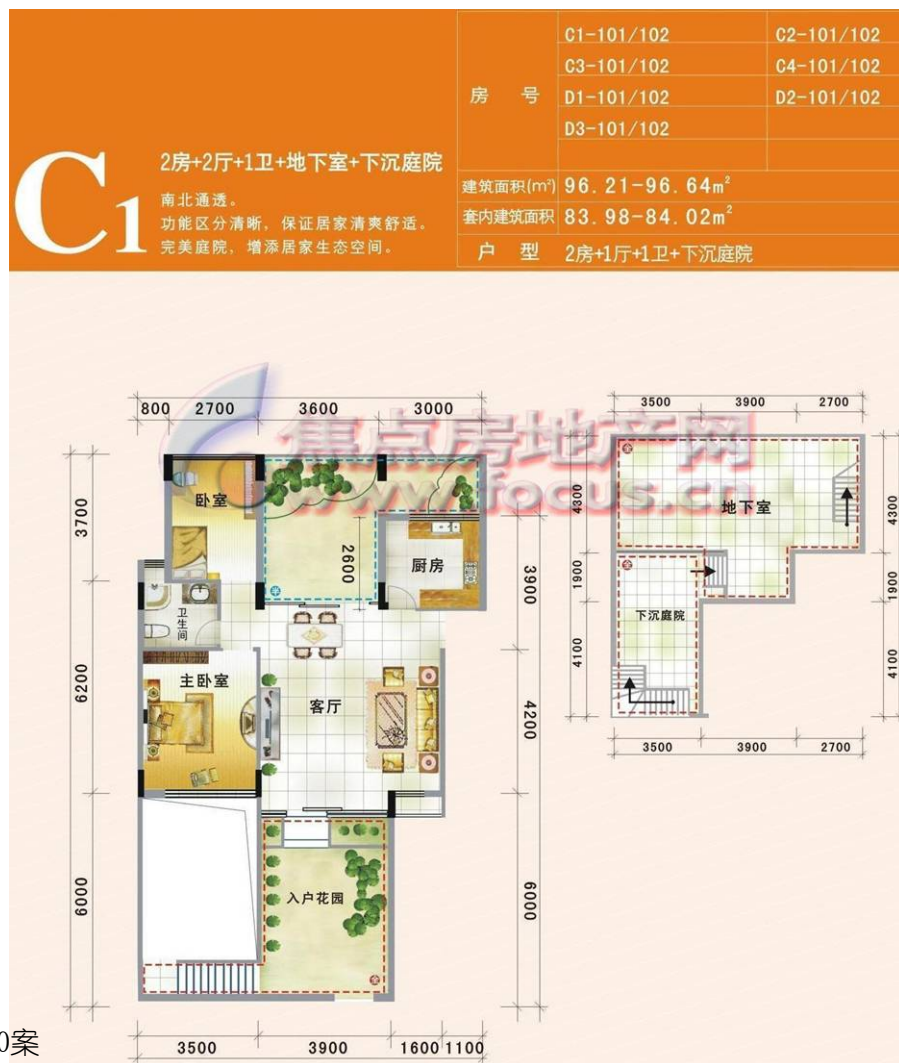 C1
2房+2厅+1卫+地下室+下沉庭院
南北通透。
功能区分清晰，保证居家清爽舒适。
完美庭院，增添居家生态空间。
房 号
C1-101/102 C2-101/102
C3-101/102 C4-101/102
D1-101/102 D2-101/102
D3-101/102
建筑面积(m²) 96.21-96.64m²
套内建筑面积 83.98-84.02m²
户 型 2房+1厅+1卫+下沉庭院
焦点房地产网
www.focus.cn
800 2700 3600 3000
3700
6200
6000
卧室
2600
厨房
卫生间
主卧室
客厅
入户花园
3900
4200
6000
3500 3900 1600 1100
3500 3900 2700
4300
1900
4100
地下室
下沉庭院
4300
1900
4100
3500 3900 2700
0案